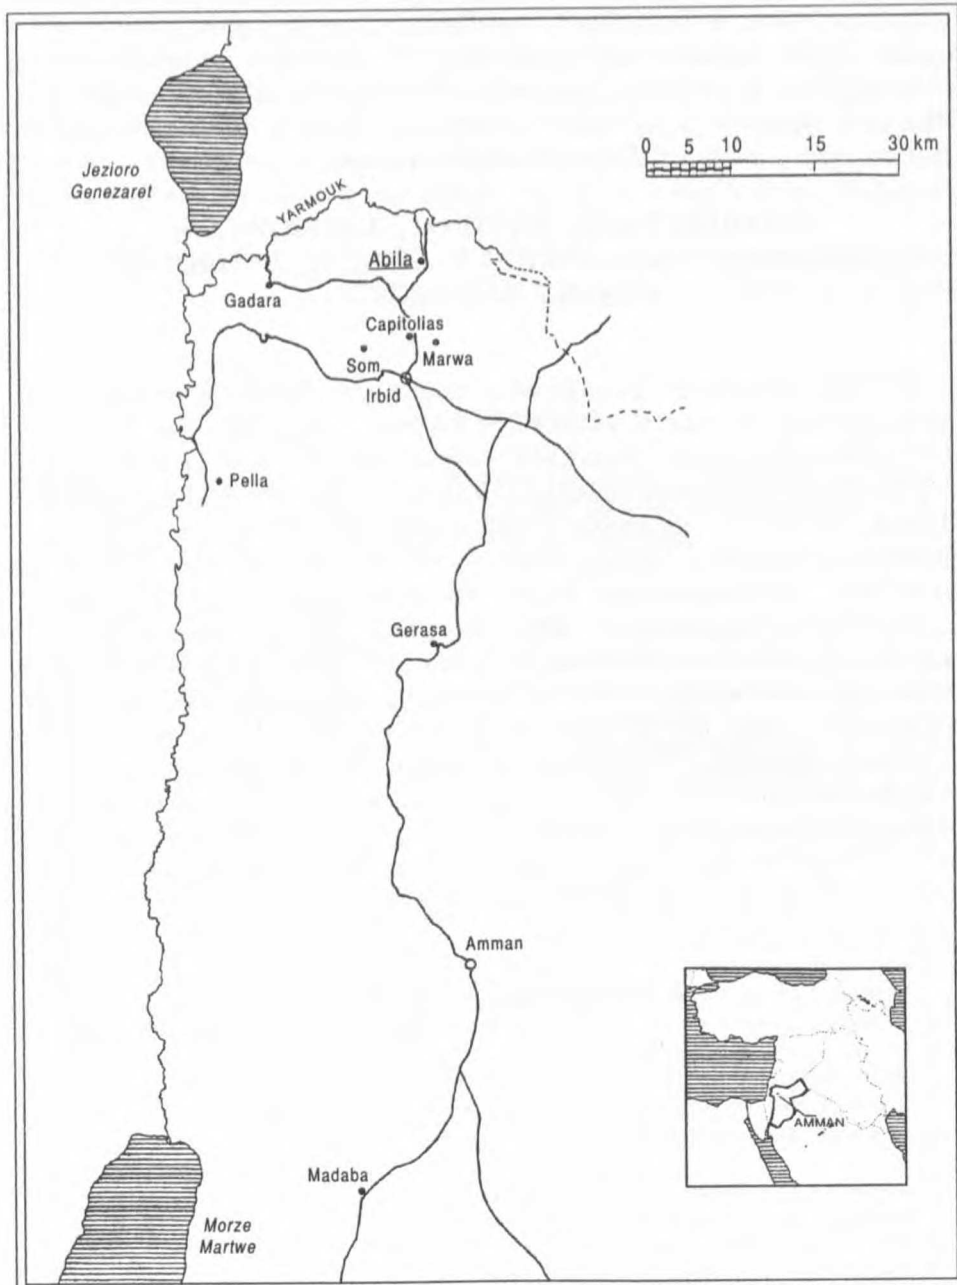 0 5 10 15 30 km
Jezioro
Genezaret
YARMOUK
Abila
Gadara
Capitolias
Som
Marwa
Irbid
Pella
Gerasa
Amman
AMMAN
Madaba
Morze
Martwe